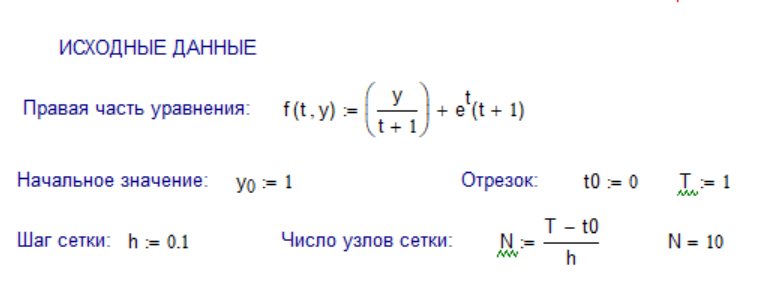 ИСХОДНЫЕ ДАННЫЕ
Правая часть уравнения: f(t, y) := (y/(t + 1)) + e^t(t + 1)
Начальное значение: y₀ := 1 Отрезок: t0 := 0 T := 1
Шаг сетки: h := 0.1 Число узлов сетки: N := (T − t0)/h N = 10